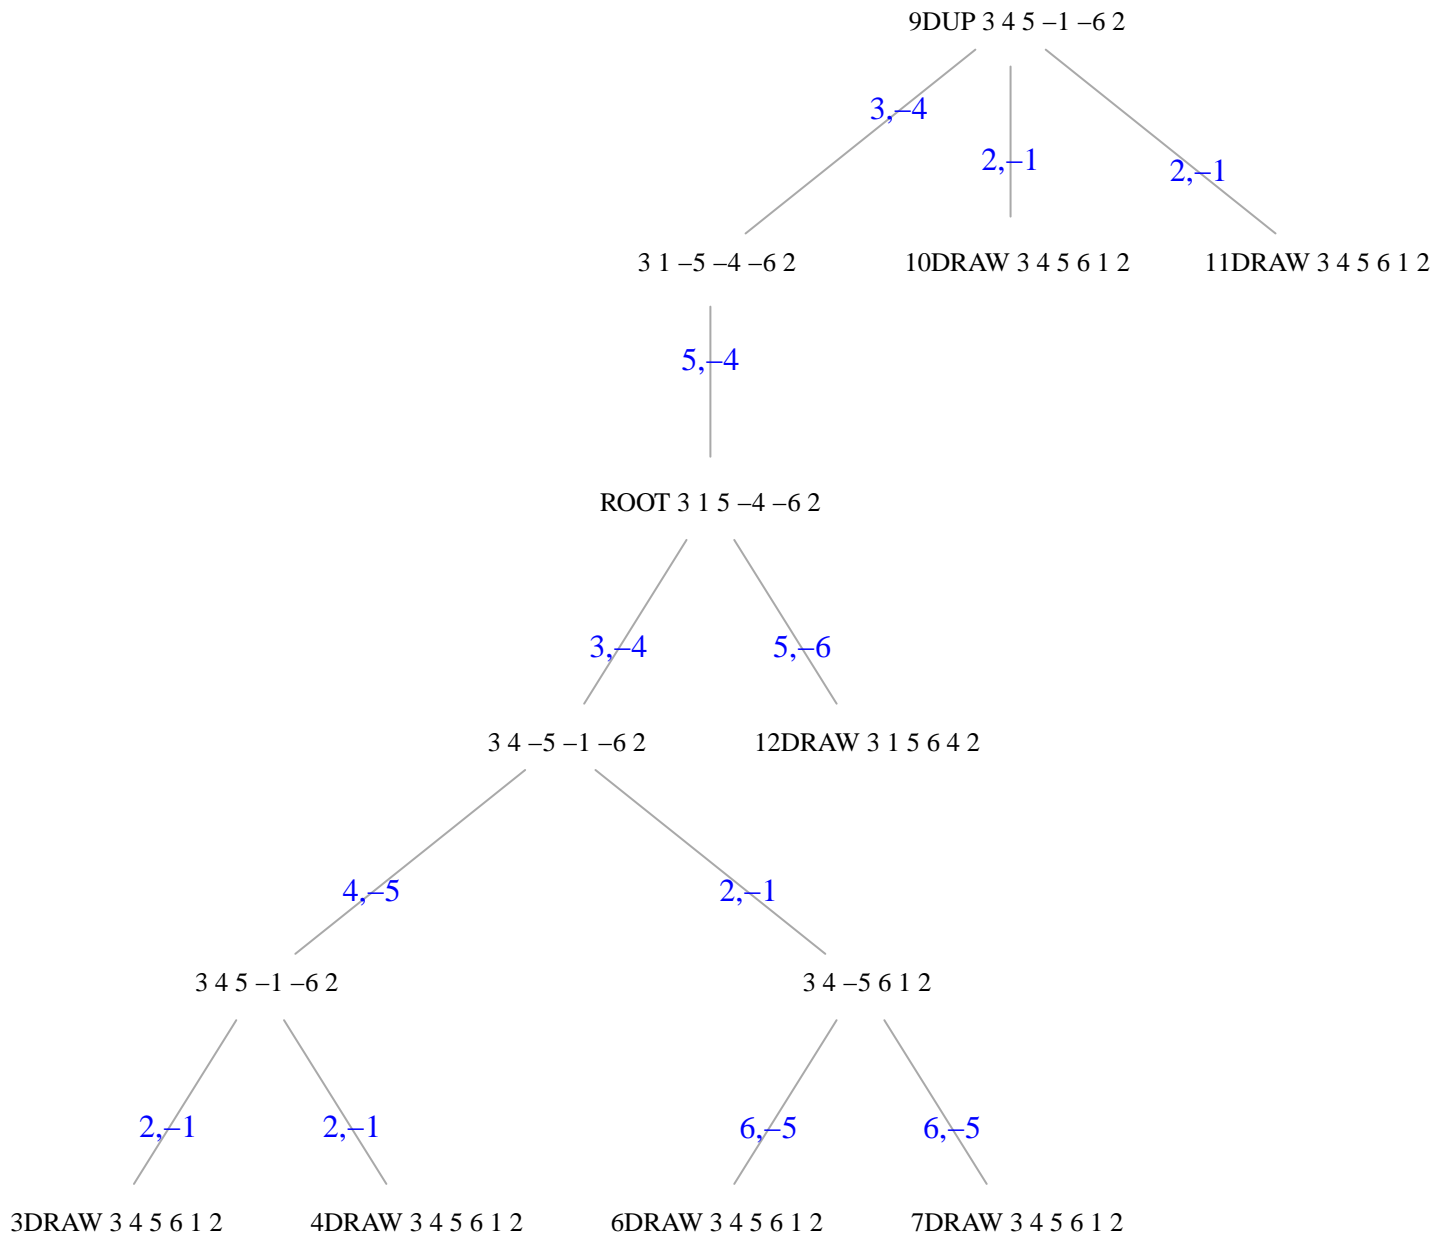 9DUP 3 4 5 –1 –6 2
3,–4
2,–1
2,–1
3 1 –5 –4 –6 2
10DRAW 3 4 5 6 1 2
11DRAW 3 4 5 6 1 2
5,–4
ROOT 3 1 5 –4 –6 2
3,–4
5,–6
3 4 –5 –1 –6 2
12DRAW 3 1 5 6 4 2
4,–5
2,–1
3 4 5 –1 –6 2
3 4 –5 6 1 2
2,–1
2,–1
6,–5
6,–5
3DRAW 3 4 5 6 1 2
4DRAW 3 4 5 6 1 2
6DRAW 3 4 5 6 1 2
7DRAW 3 4 5 6 1 2